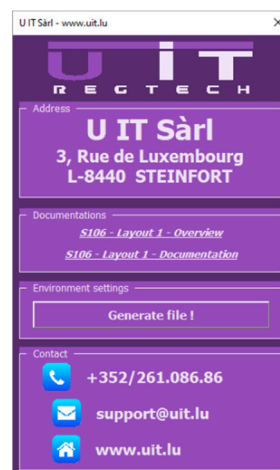 U IT Sàrl - www.uit.lu
U IT
REGTECH
Address
U IT Sàrl
3, Rue de Luxembourg
L-8440 STEINFORT
Documentations
S106 - Layout 1 - Overview
S106 - Layout 1 - Documentation
Environment settings
Generate file !
Contact
+352/261.086.86
support@uit.lu
www.uit.lu